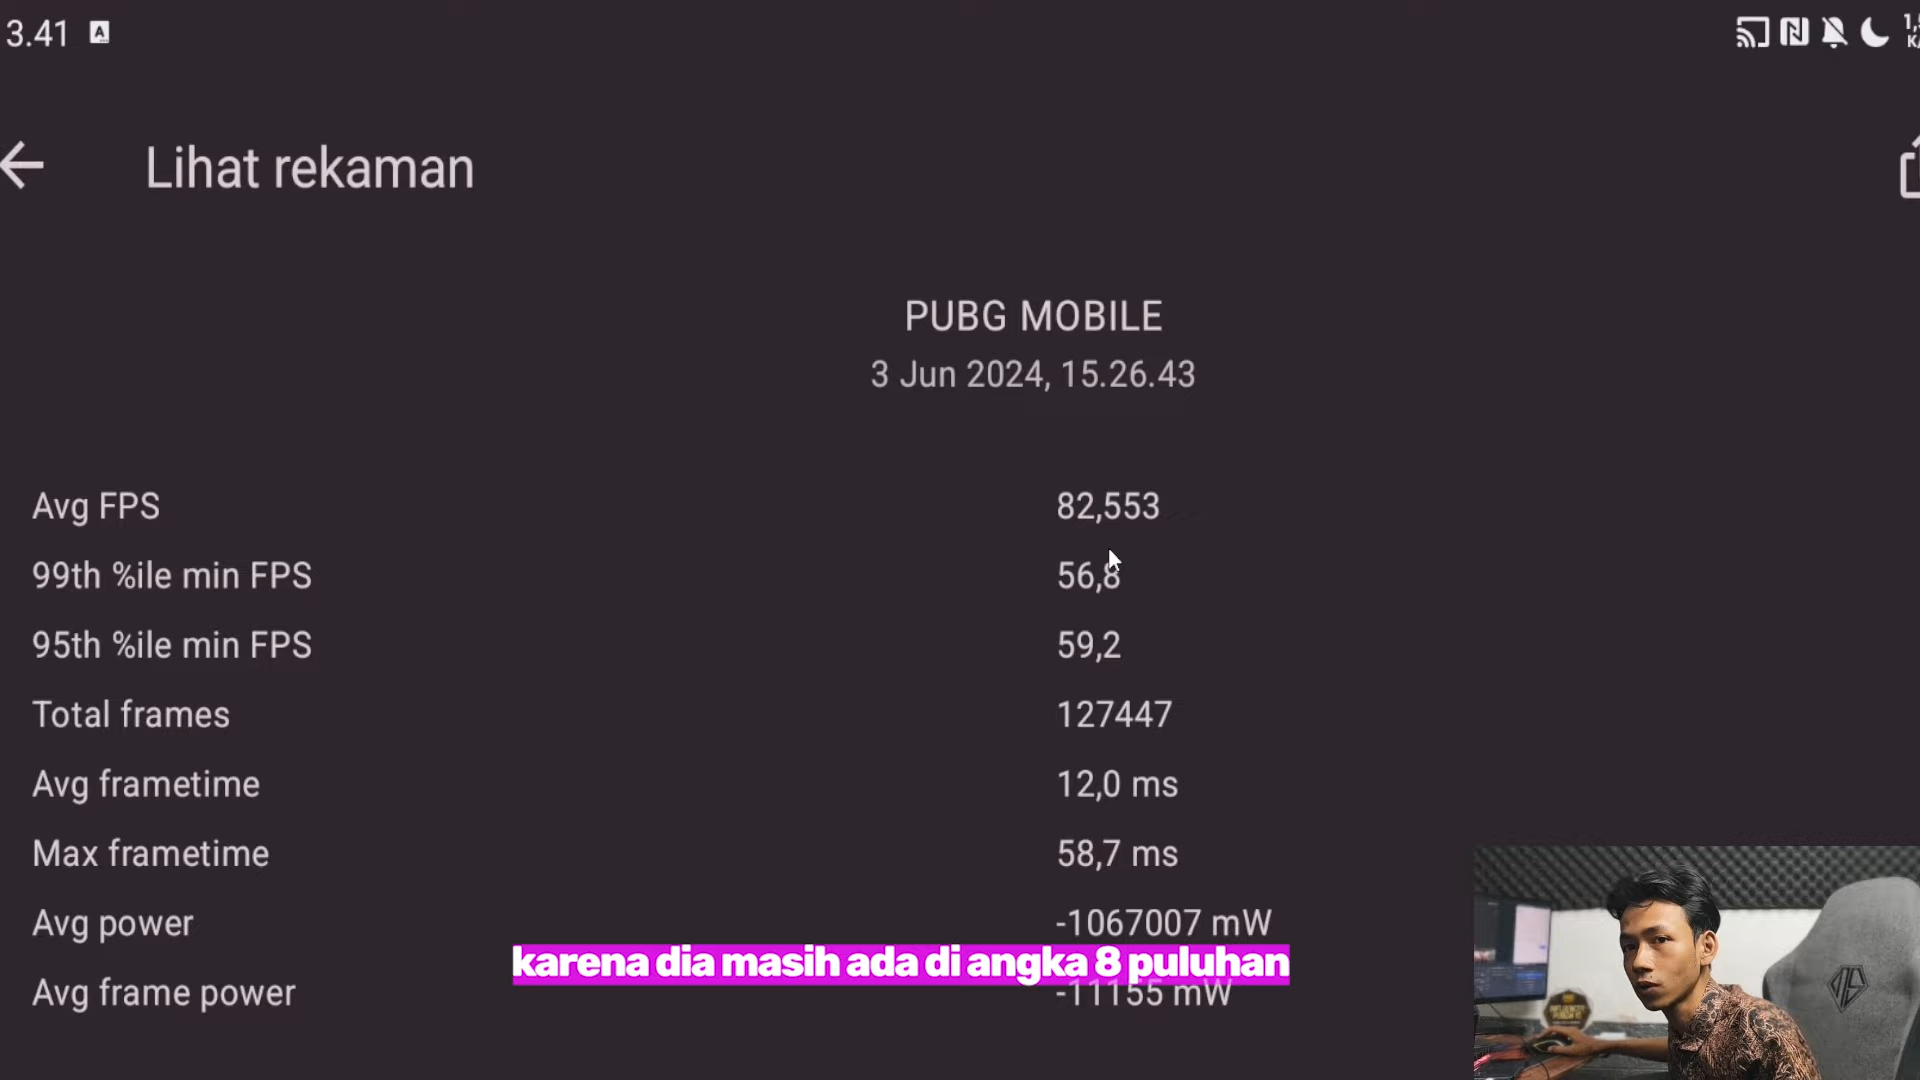 3.41 A
Lihat rekaman
PUBG MOBILE
3 Jun 2024, 15.26.43
Avg FPS 82,553
99th %ile min FPS 56,8
95th %ile min FPS 59,2
Total frames 127447
Avg frametime 12,0 ms
Max frametime 58,7 ms
Avg power -1067007 mW
karena dia masih ada di angka 8 puluhan
Avg frame power -11155 mW